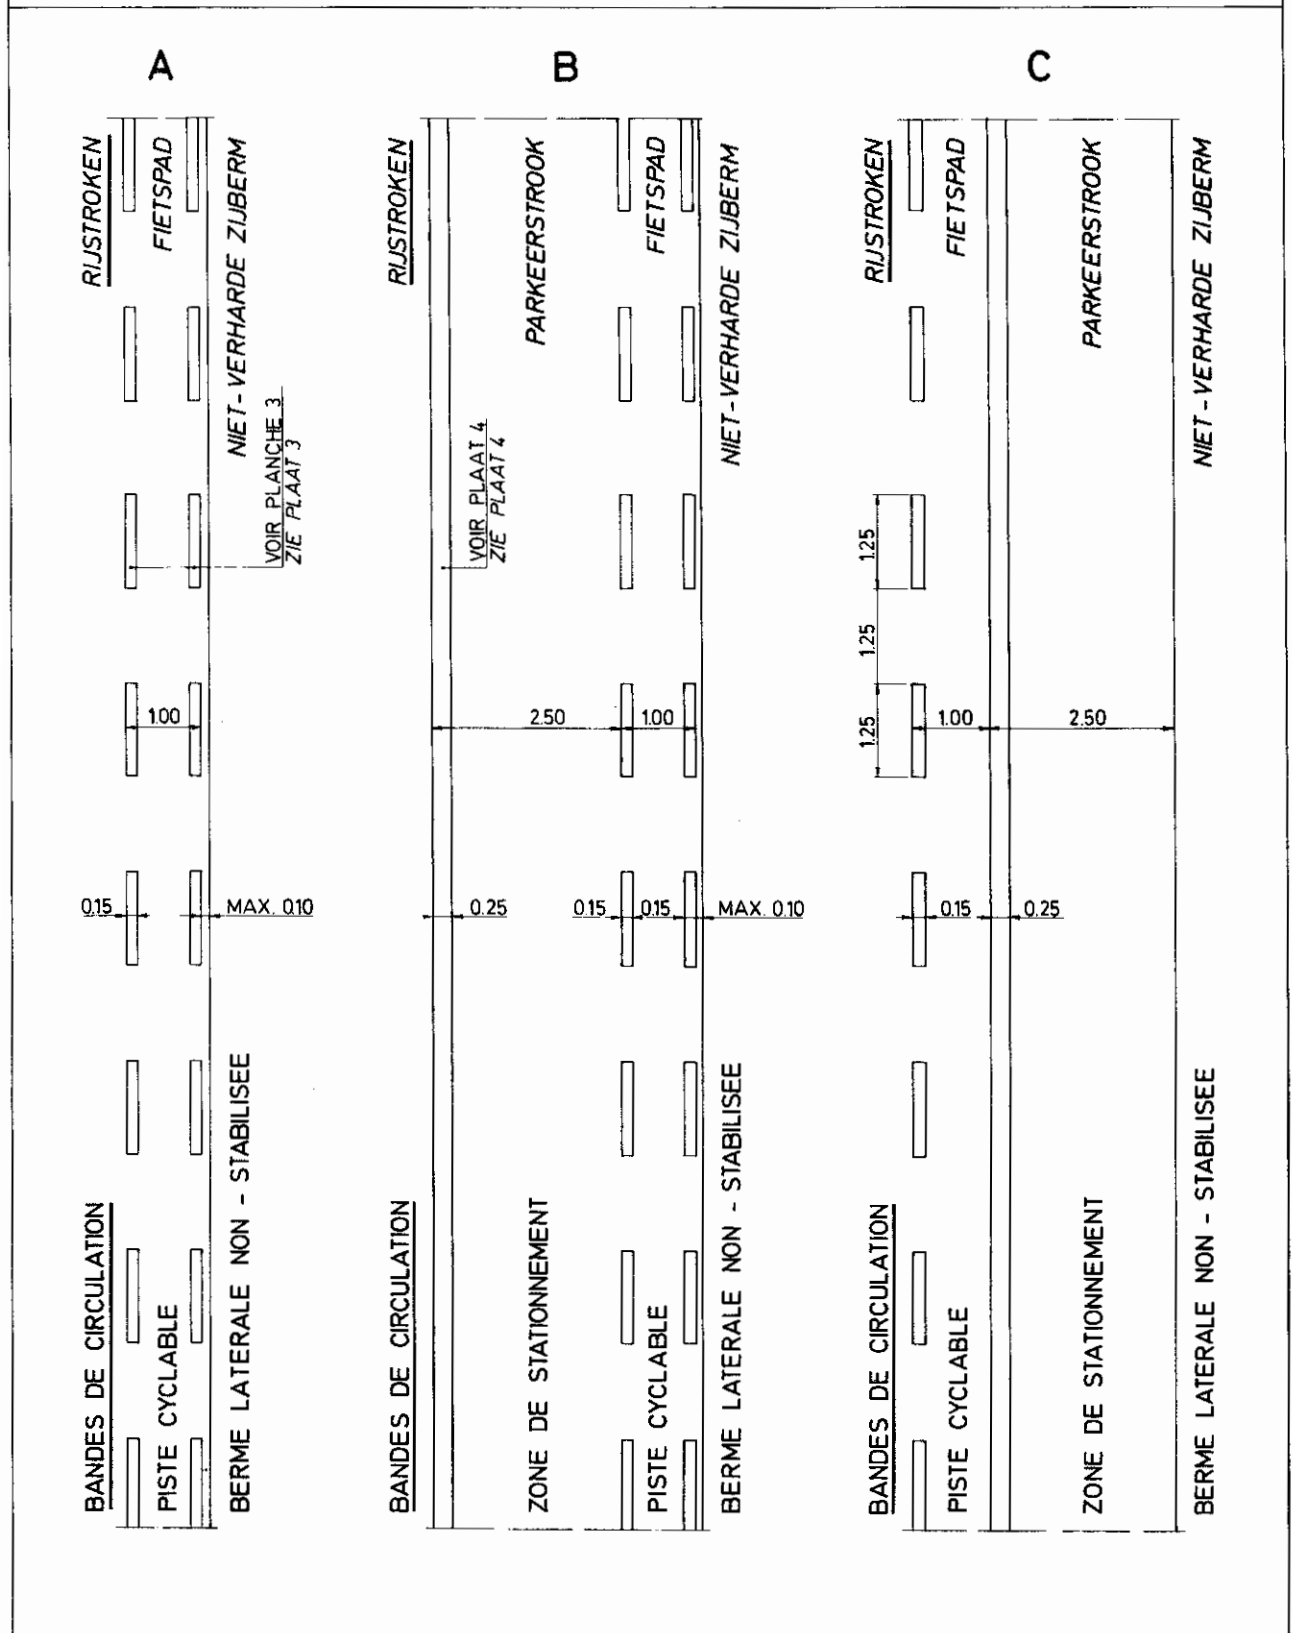 A
RIJSTROKEN
FIETSPAD
NIET-VERHARDE ZIJBERM
VOIR PLANCHE 3
ZIE PLAAT 3
1.00
0.15
MAX. 0.10
BANDES DE CIRCULATION
PISTE CYCLABLE
BERME LATERALE NON - STABILISEE
B
RIJSTROKEN
PARKEERSTROOK
FIETSPAD
NIET-VERHARDE ZIJBERM
VOIR PLAAT 4
ZIE PLAAT 4
2.50
1.00
0.25
0.15
0.15
MAX. 0.10
BANDES DE CIRCULATION
ZONE DE STATIONNEMENT
PISTE CYCLABLE
BERME LATERALE NON - STABILISEE
C
RIJSTROKEN
FIETSPAD
PARKEERSTROOK
NIET-VERHARDE ZIJBERM
1.25
1.25
1.25
1.00
2.50
0.15
0.25
BANDES DE CIRCULATION
PISTE CYCLABLE
ZONE DE STATIONNEMENT
BERME LATERALE NON - STABILISEE